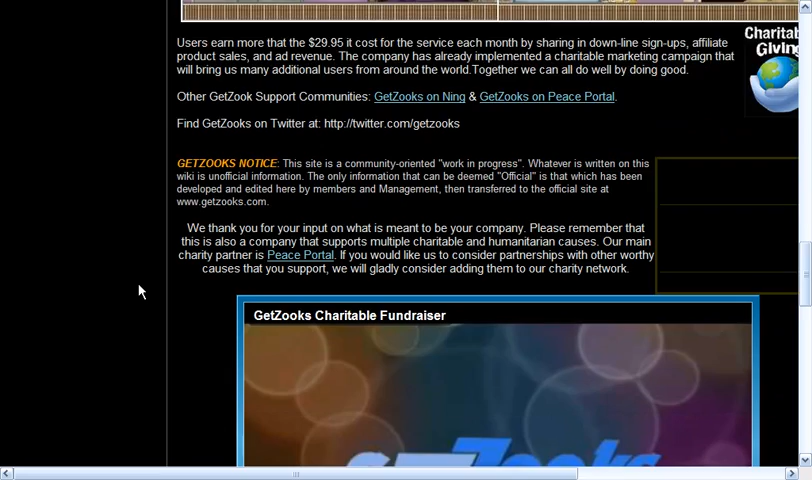 Charitable
Giving
Users earn more that the $29.95 it cost for the service each month by sharing in down-line sign-ups, affiliate
product sales, and ad revenue. The company has already implemented a charitable marketing campaign that
will bring us many additional users from around the world.Together we can all do well by doing good.
Other GetZook Support Communities: GetZooks on Ning & GetZooks on Peace Portal.
Find GetZooks on Twitter at: http://twitter.com/getzooks
GETZOOKS NOTICE: This site is a community-oriented "work in progress". Whatever is written on this
wiki is unofficial information. The only information that can be deemed "Official" is that which has been
developed and edited here by members and Management, then transferred to the official site at
www.getzooks.com.
We thank you for your input on what is meant to be your company. Please remember that
this is also a company that supports multiple charitable and humanitarian causes. Our main
charity partner is Peace Portal. If you would like us to consider partnerships with other worthy
causes that you support, we will gladly consider adding them to our charity network.
GetZooks Charitable Fundraiser
GETZooks